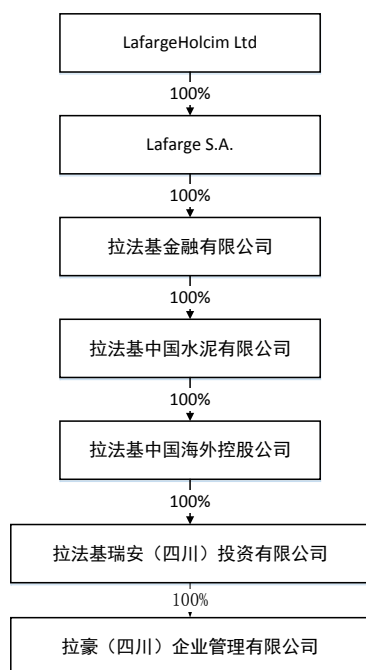 LafargeHolcim Ltd
100%
Lafarge S.A.
100%
拉法基金融有限公司
100%
拉法基中国水泥有限公司
100%
拉法基中国海外控股公司
100%
拉法基瑞安（四川）投资有限公司
100%
拉豪（四川）企业管理有限公司